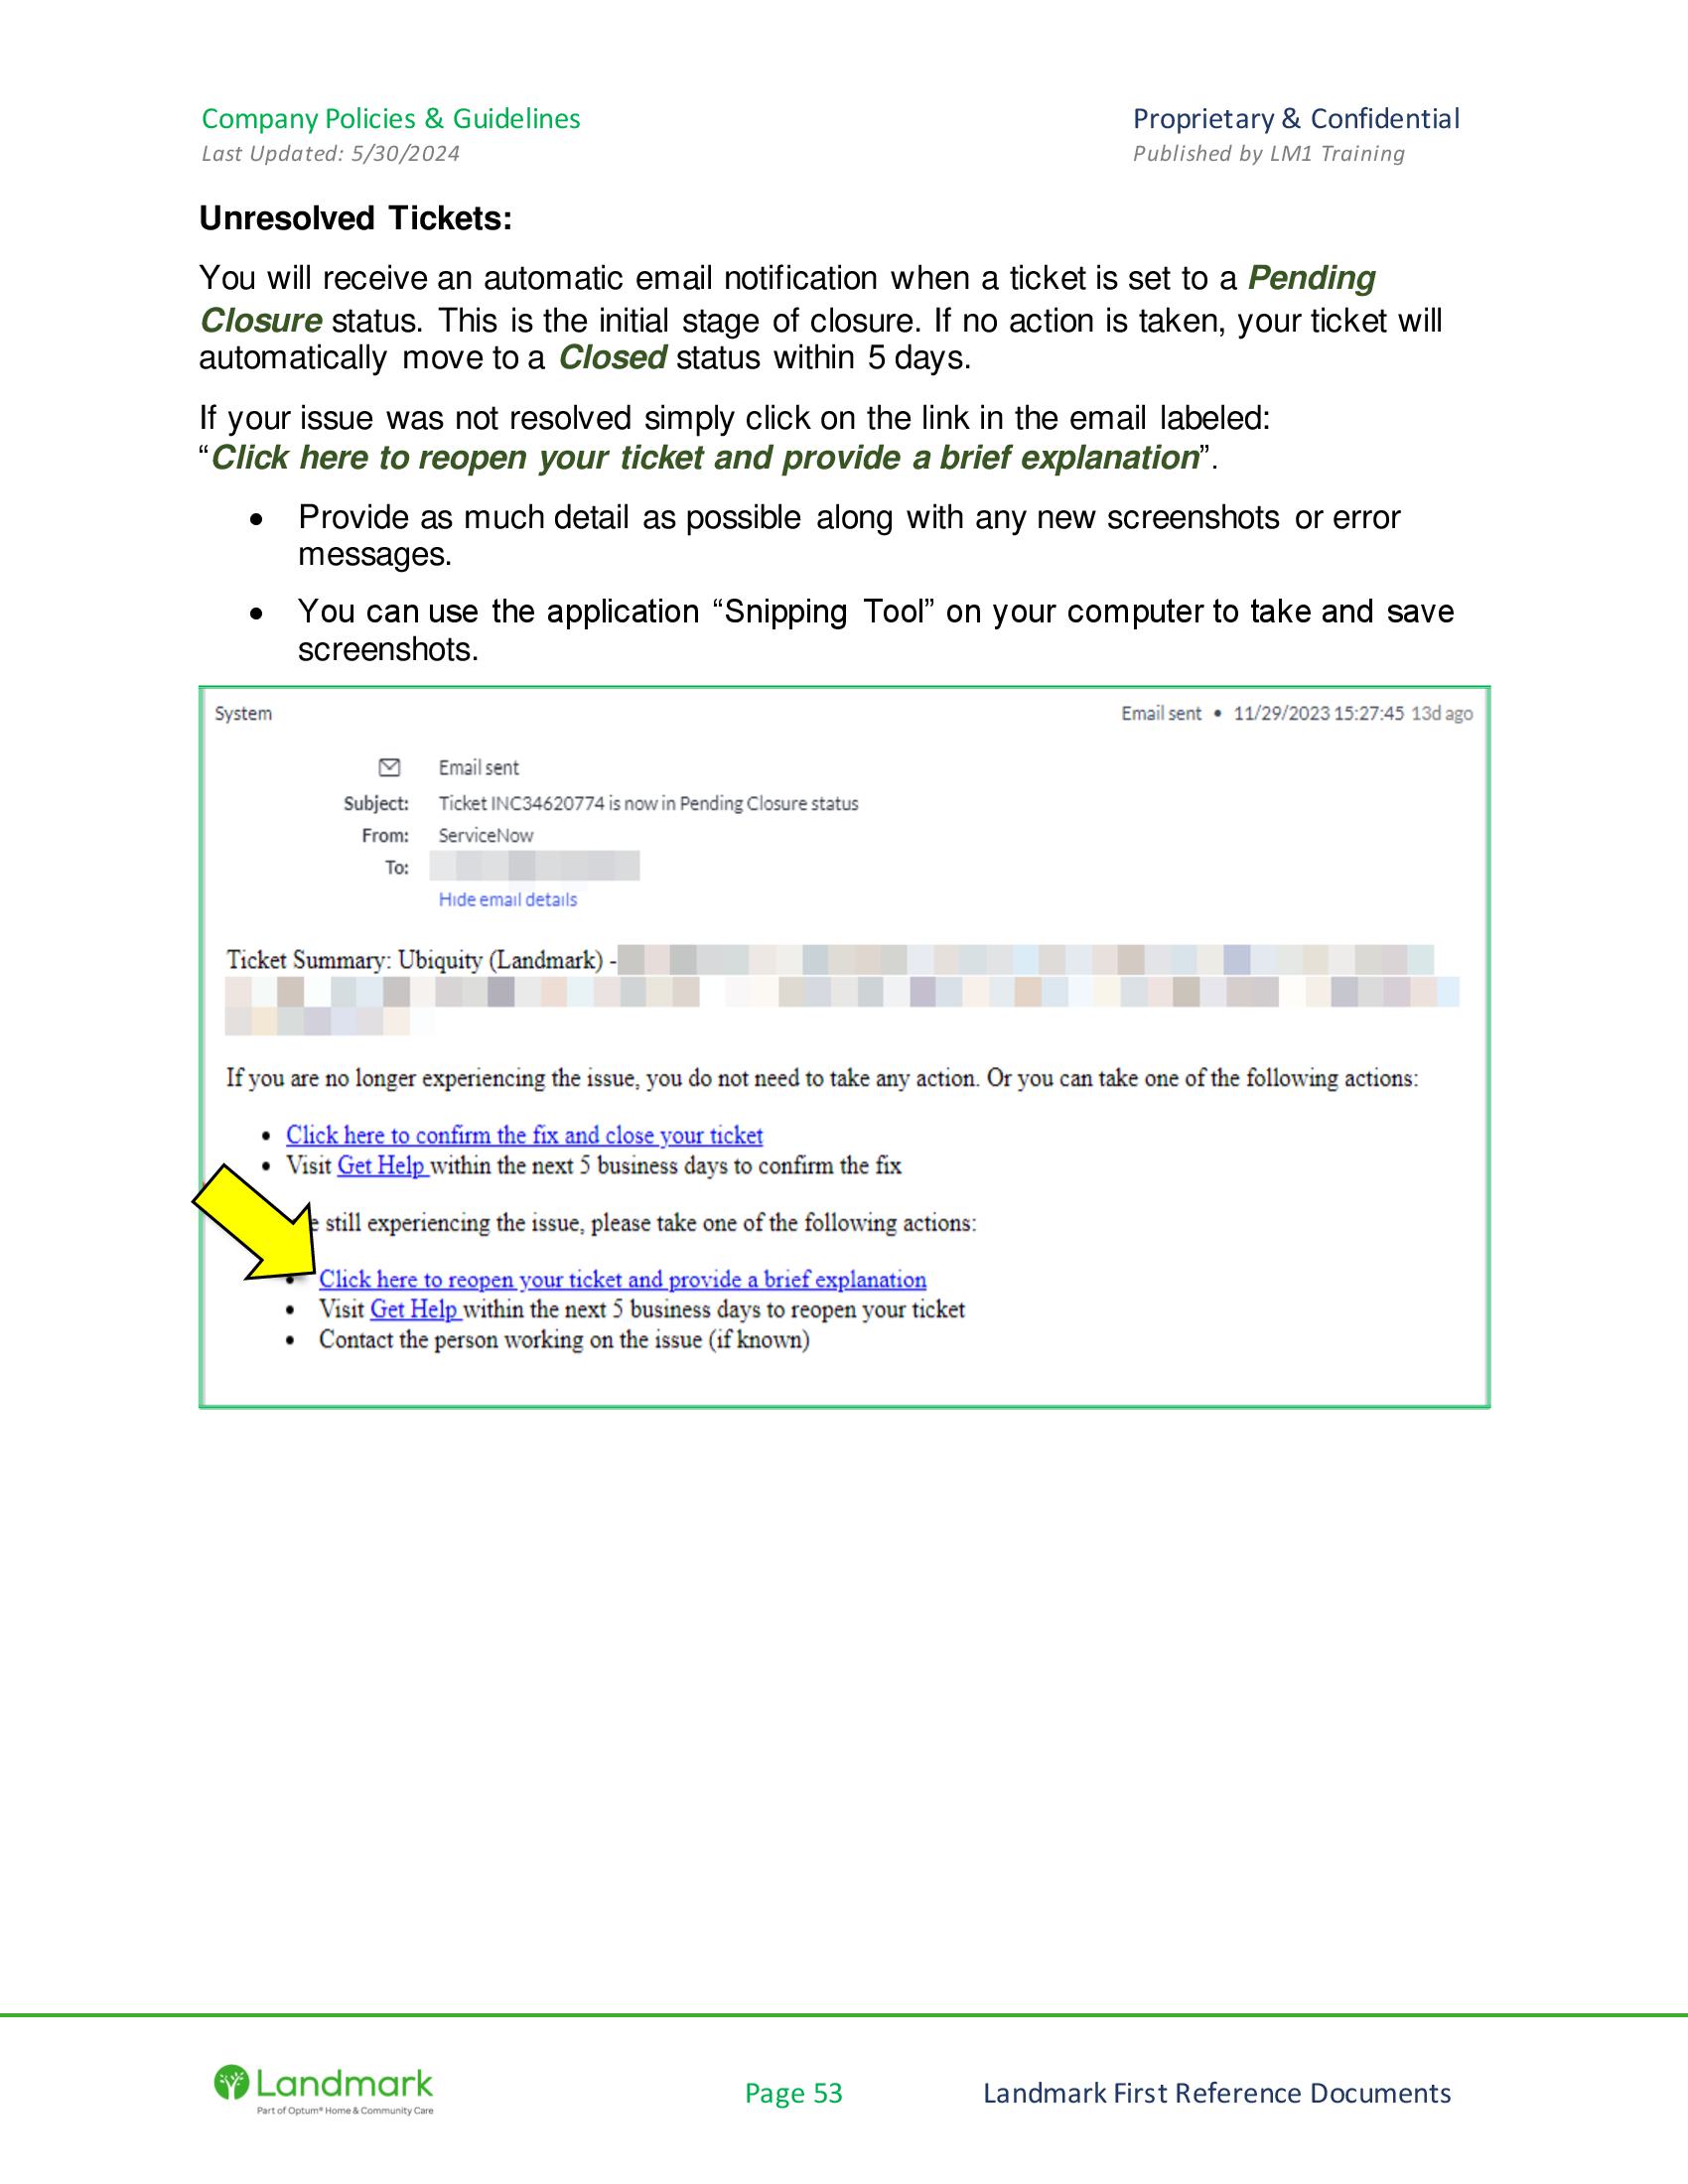 Company Policies & Guidelines
Proprietary & Confidential
Last Updated: 5/30/2024
Published by LM1 Training
Unresolved Tickets:
You will receive an automatic email notification when a ticket is set to a Pending
Closure status. This is the initial stage of closure. If no action is taken, your ticket will
automatically move to a Closed status within 5 days.
If your issue was not resolved simply click on the link in the email labeled:
“Click here to reopen your ticket and provide a brief explanation”.
• Provide as much detail as possible along with any new screenshots or error
messages.
• You can use the application “Snipping Tool” on your computer to take and save
screenshots.
System
Email sent • 11/29/2023 15:27:45 13d ago
Email sent
Subject: Ticket INC34620774 is now in Pending Closure status
From: ServiceNow
To:
Hide email details
Ticket Summary: Ubiquity (Landmark) -
If you are no longer experiencing the issue, you do not need to take any action. Or you can take one of the following actions:
• Click here to confirm the fix and close your ticket
• Visit Get Help within the next 5 business days to confirm the fix
still experiencing the issue, please take one of the following actions:
• Click here to reopen your ticket and provide a brief explanation
• Visit Get Help within the next 5 business days to reopen your ticket
• Contact the person working on the issue (if known)
Landmark
Part of Optum® Home & Community Care
Page 53
Landmark First Reference Documents